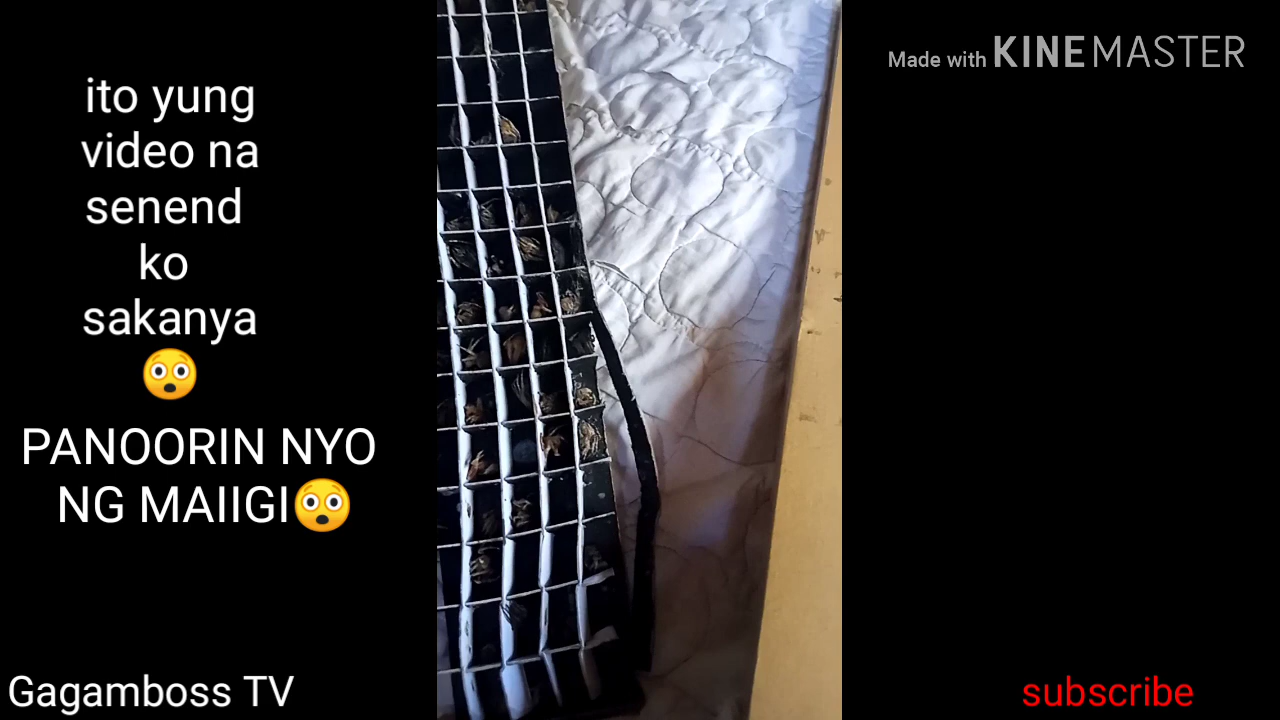 ito yung
video na
senend
ko
sakanya
😳
PANOORIN NYO
NG MAIIGI😳
Gagamboss TV
Made with KINEMASTER
subscribe